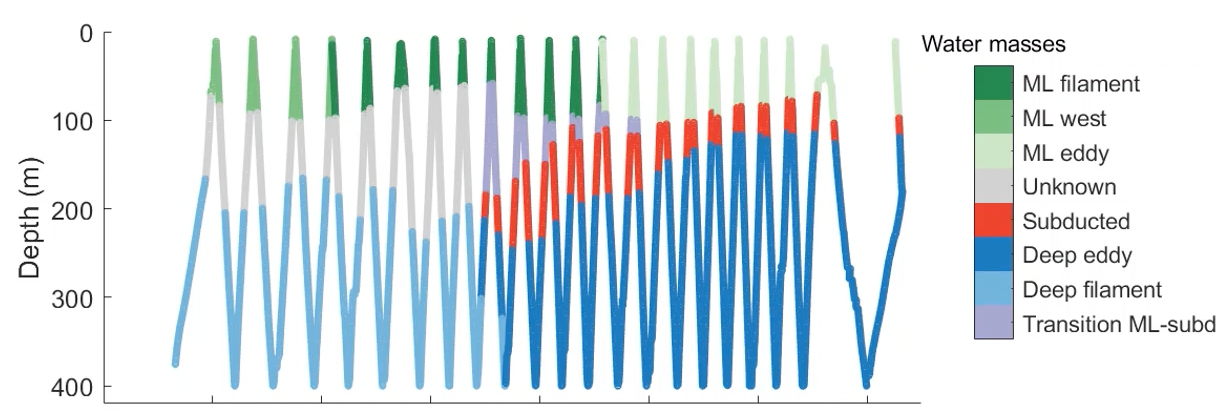 0
100
200
300
400
Depth (m)
Water masses
ML filament
ML west
ML eddy
Unknown
Subducted
Deep eddy
Deep filament
Transition ML-subd